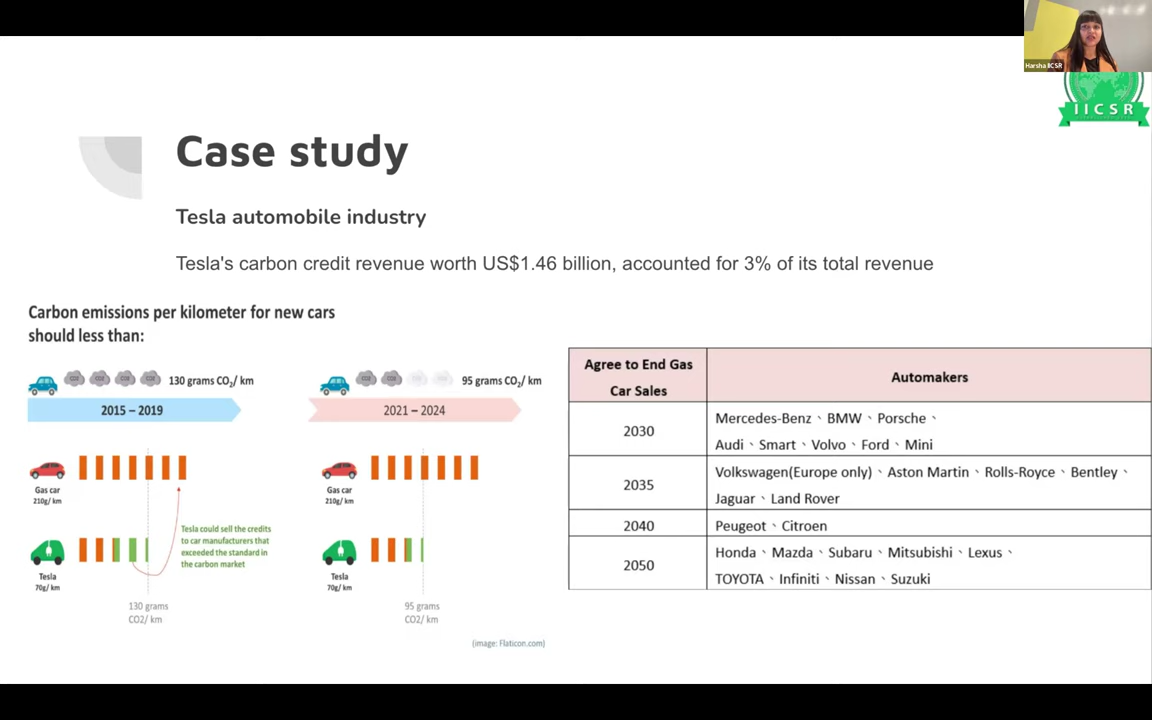 Harsha IICSR
IICSR
Case study
Tesla automobile industry
Tesla's carbon credit revenue worth US$1.46 billion, accounted for 3% of its total revenue
Carbon emissions per kilometer for new cars
should less than:
130 grams CO₂/ km
2015 – 2019
Gas car
210g/ km
Tesla could sell the credits
to car manufacturers that
exceeded the standard in
the carbon market
Tesla
70g/ km
130 grams
CO2/ km
95 grams CO₂/ km
2021 – 2024
Gas car
210g/ km
Tesla
70g/ km
95 grams
CO2/ km
(image: Flaticon.com)
Agree to End Gas
Car Sales
Automakers
2030
Mercedes-Benz、BMW、Porsche、
Audi、Smart、Volvo、Ford、Mini
2035
Volkswagen(Europe only)、Aston Martin、Rolls-Royce、Bentley、
Jaguar、Land Rover
2040
Peugeot、Citroen
2050
Honda、Mazda、Subaru、Mitsubishi、Lexus、
TOYOTA、Infiniti、Nissan、Suzuki